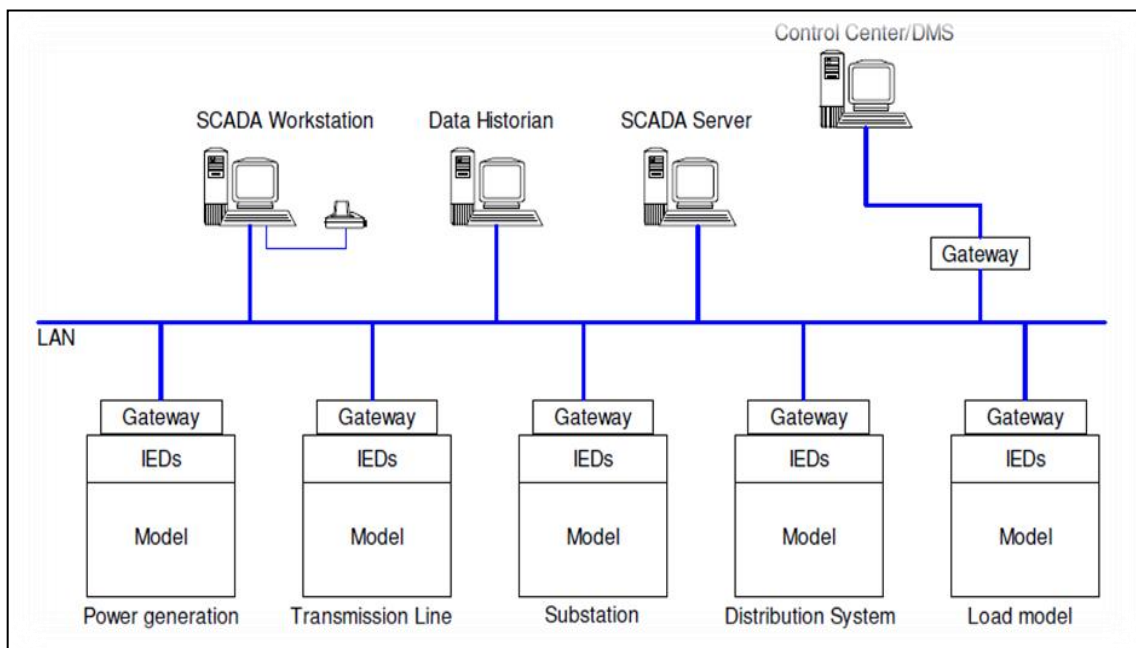 Control Center/DMS
SCADA Workstation
Data Historian
SCADA Server
Gateway
LAN
Gateway
Gateway
Gateway
Gateway
Gateway
IEDs
IEDs
IEDs
IEDs
IEDs
Model
Model
Model
Model
Model
Power generation
Transmission Line
Substation
Distribution System
Load model